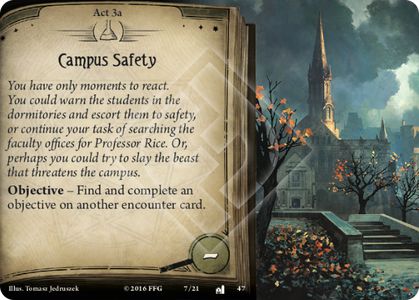 Act 3a
Campus Safety
You have only moments to react.
You could warn the students in the
dormitories and escort them to safety,
or continue your task of searching the
faculty offices for Professor Rice. Or,
perhaps you could try to slay the beast
that threatens the campus.
Objective – Find and complete an
objective on another encounter card.
–
Illus. Tomasz Jedruszek
© 2016 FFG
7/21
47